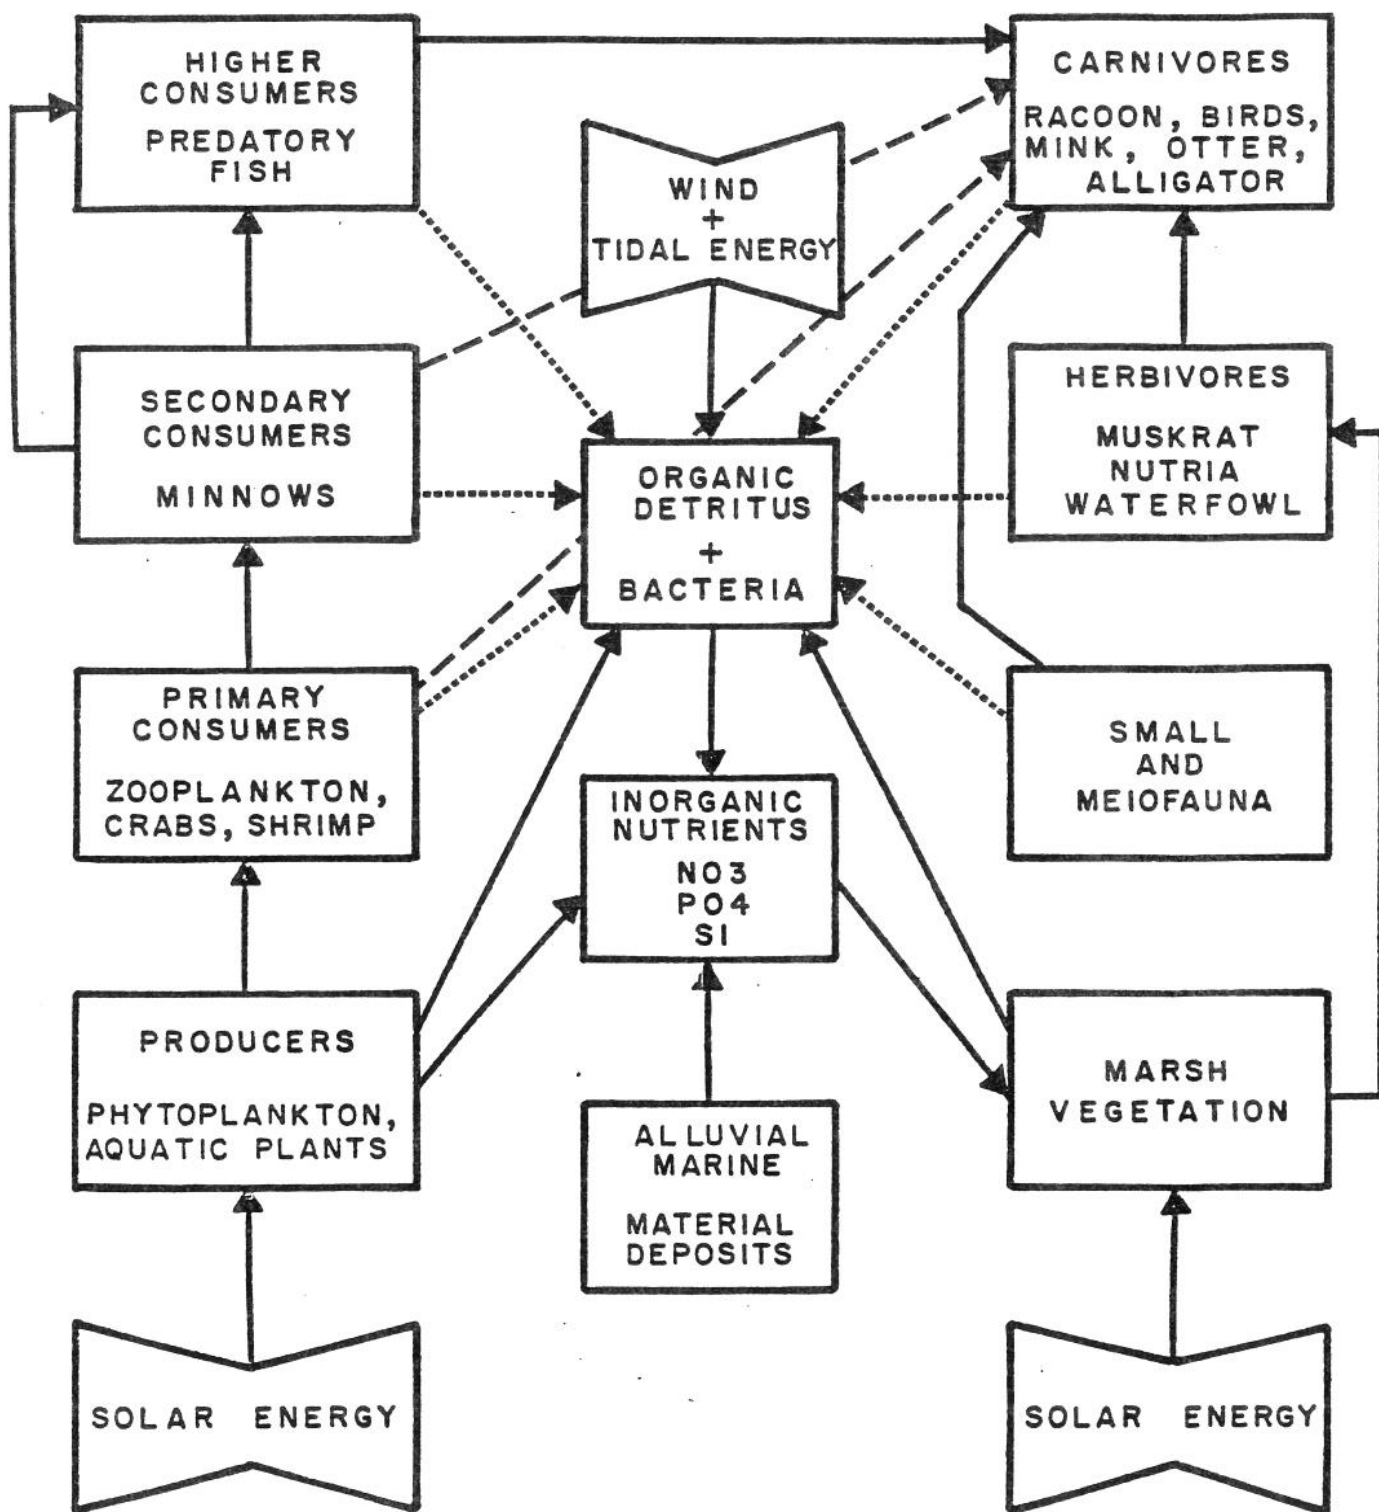 HIGHER
CONSUMERS
PREDATORY
FISH
CARNIVORES
RACOON, BIRDS,
MINK, OTTER,
ALLIGATOR
WIND
+
TIDAL ENERGY
SECONDARY
CONSUMERS
MINNOWS
ORGANIC
DETRITUS
+
BACTERIA
HERBIVORES
MUSKRAT
NUTRIA
WATERFOWL
PRIMARY
CONSUMERS
ZOOPLANKTON,
CRABS, SHRIMP
INORGANIC
NUTRIENTS
NO3
PO4
SI
SMALL
AND
MEIOFAUNA
PRODUCERS
PHYTOPLANKTON,
AQUATIC PLANTS
ALLUVIAL
MARINE
MATERIAL
DEPOSITS
MARSH
VEGETATION
SOLAR ENERGY
SOLAR ENERGY